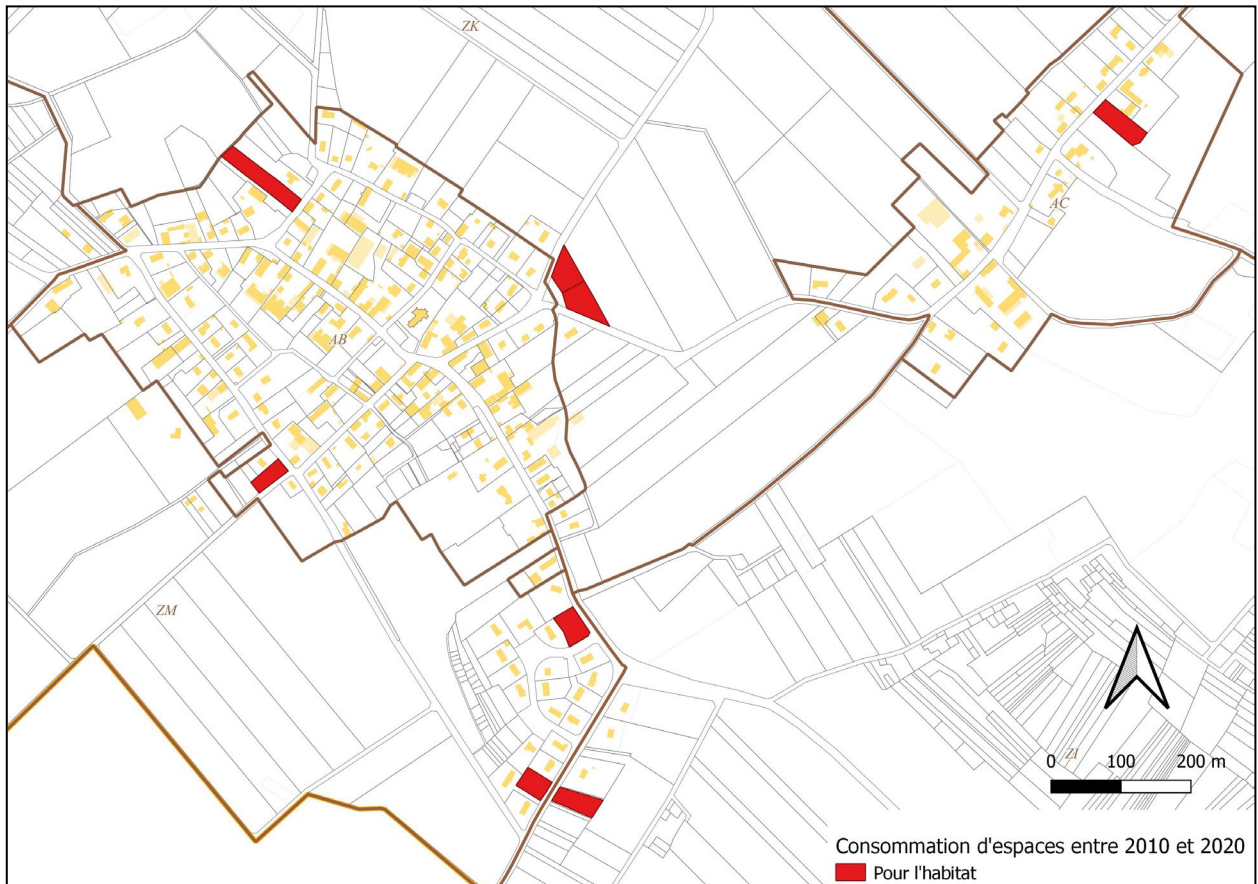 ZK
AC
AB
ZM
ZI
0 100 200 m
Consommation d'espaces entre 2010 et 2020
Pour l'habitat